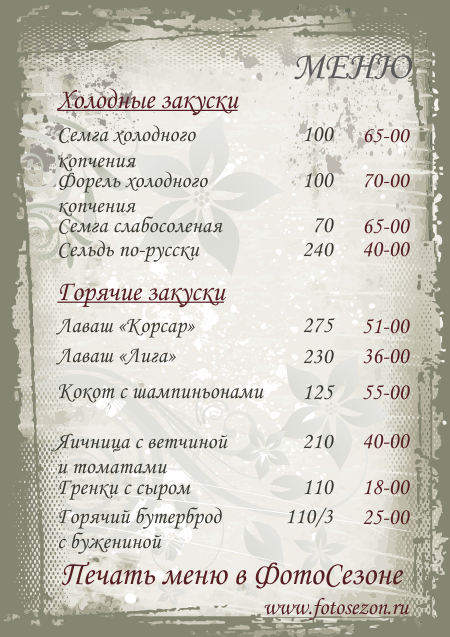 МЕНЮ
Холодные закуски
Семга холодного 100 65-00
копчения
Форель холодного 100 70-00
копчения
Семга слабосоленая 70 65-00
Сельдь по-русски 240 40-00
Горячие закуски
Лаваш «Корсар» 275 51-00
Лаваш «Лига» 230 36-00
Кокот с шампиньонами 125 55-00
Яичница с ветчиной 210 40-00
и томатами
Гренки с сыром 110 18-00
Горячий бутерброд 110/3 25-00
с бужениной
Печать меню в ФотоСезоне
www.fotosezon.ru